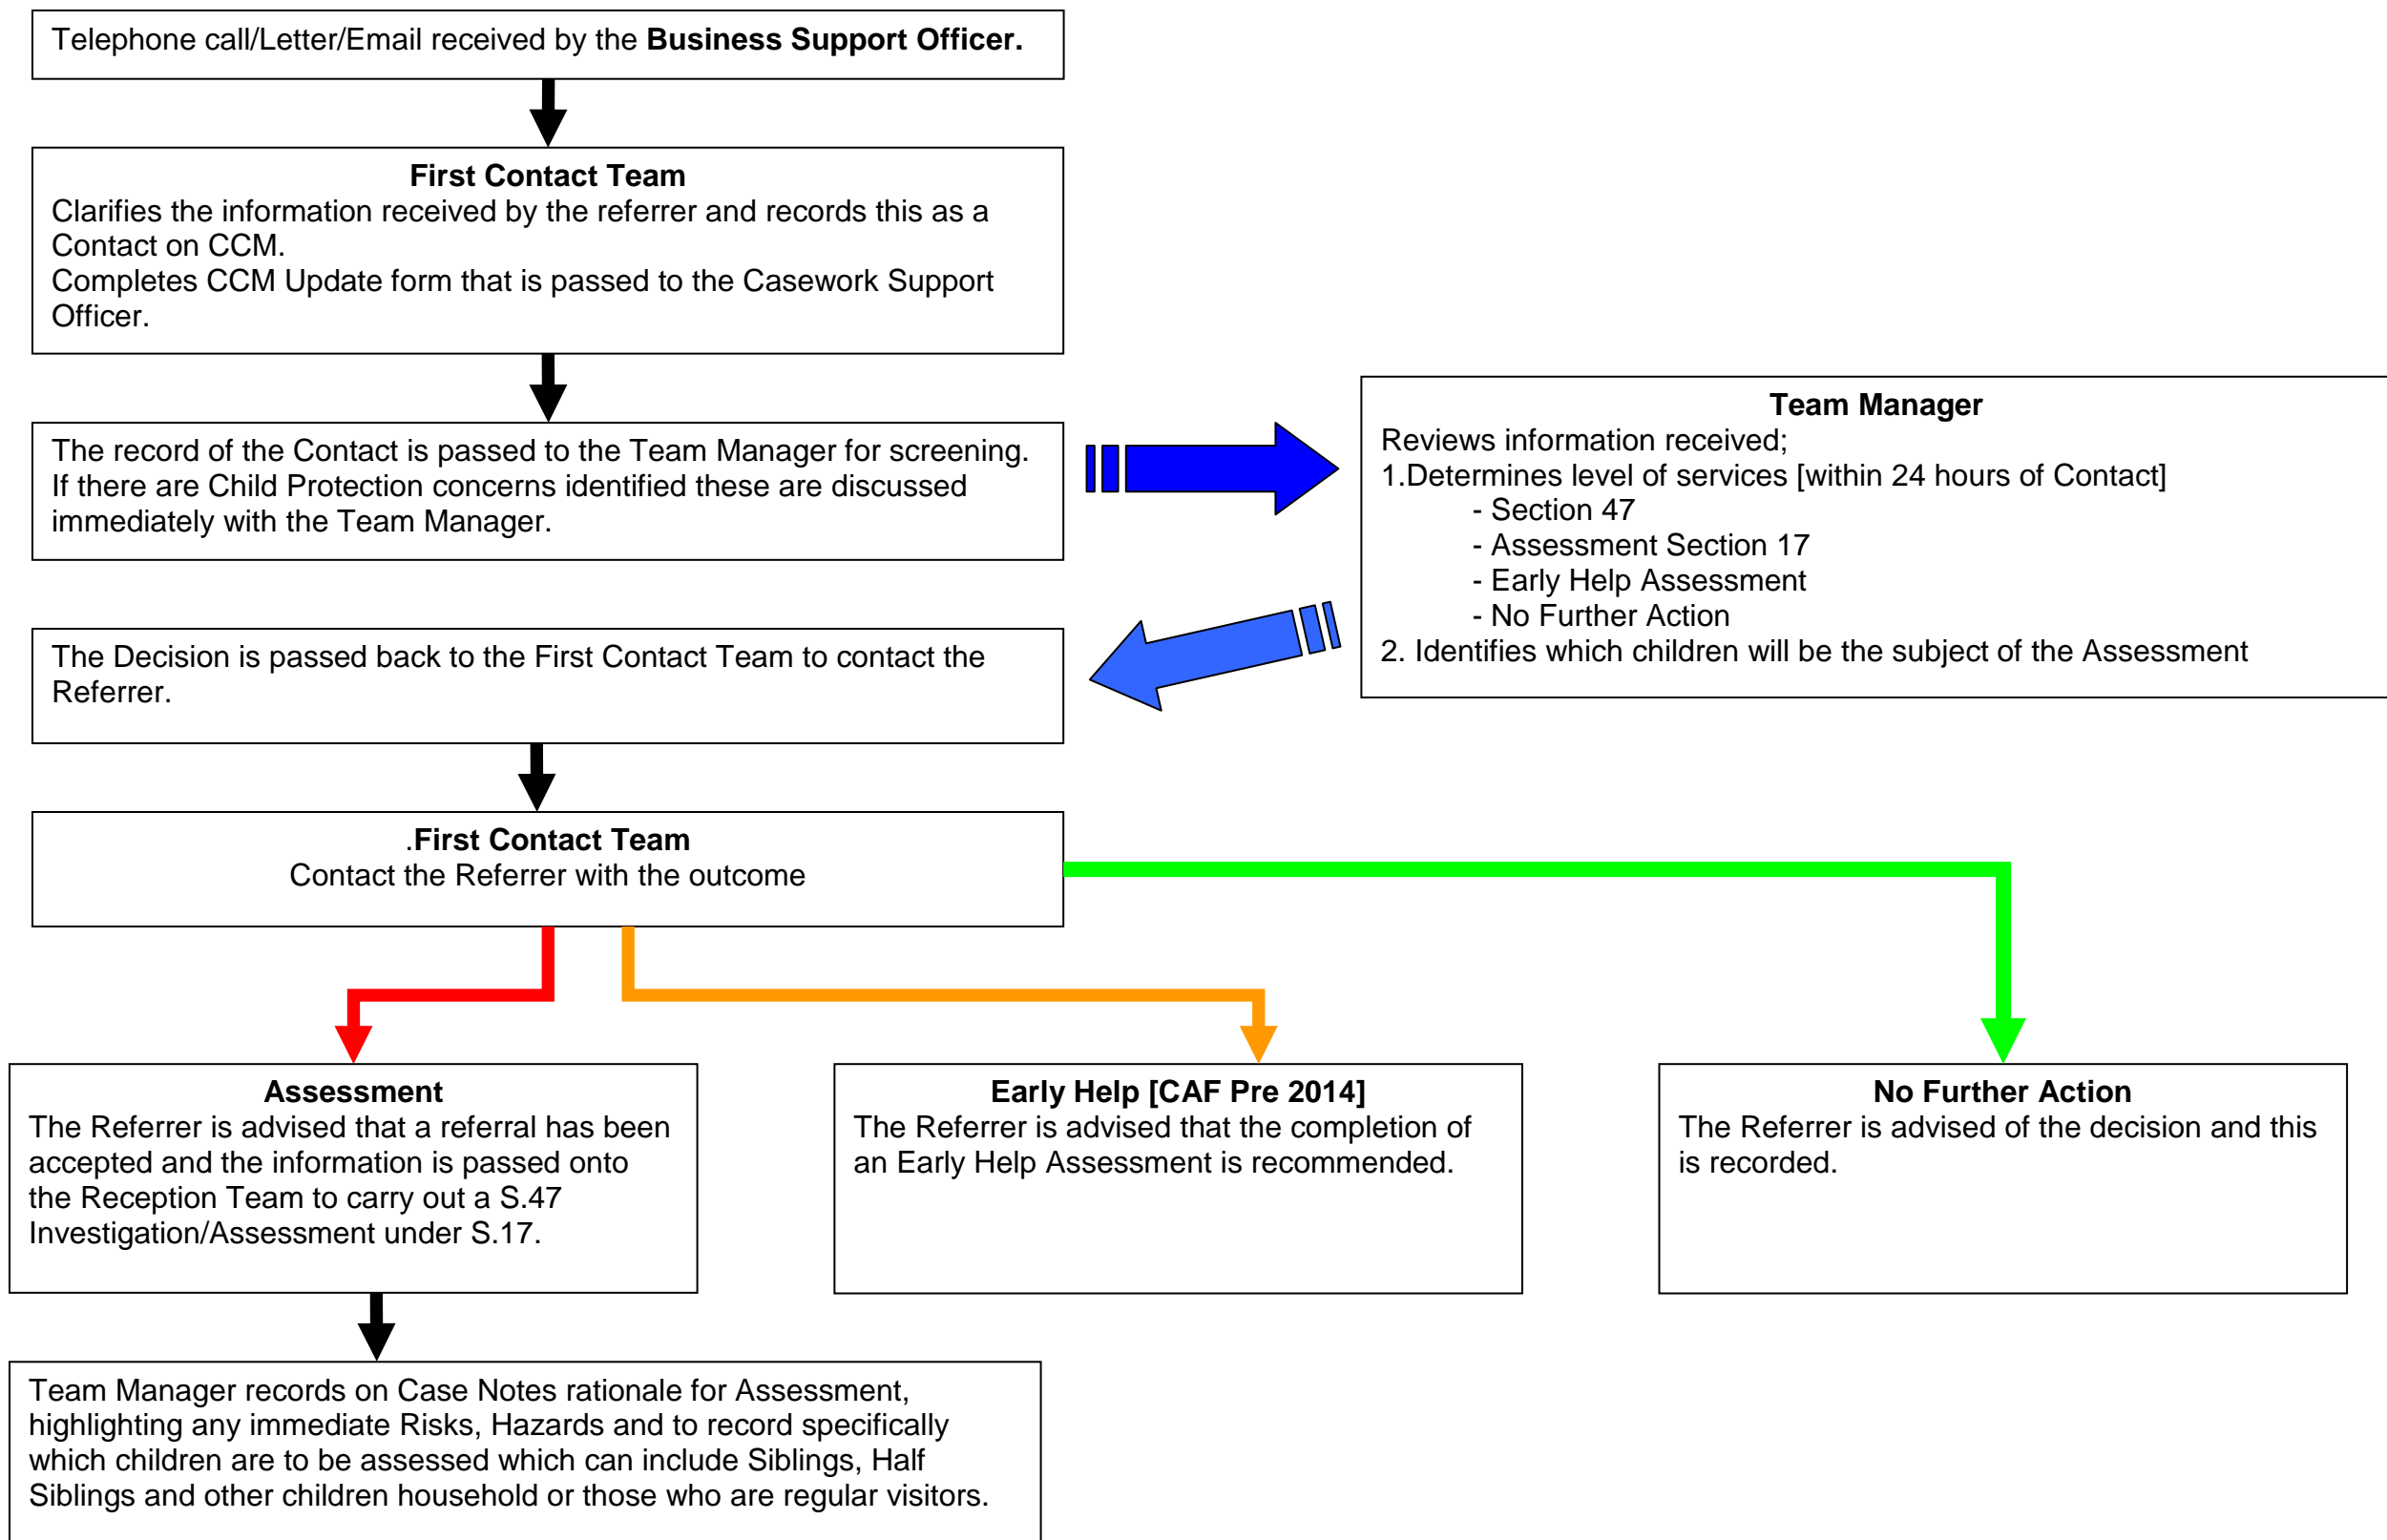 Telephone call/Letter/Email received by the Business Support Officer.
First Contact Team
Clarifies the information received by the referrer and records this as a
Contact on CCM.
Completes CCM Update form that is passed to the Casework Support
Officer.
The record of the Contact is passed to the Team Manager for screening.
If there are Child Protection concerns identified these are discussed
immediately with the Team Manager.
Team Manager
Reviews information received;
1.Determines level of services [within 24 hours of Contact]
- Section 47
- Assessment Section 17
- Early Help Assessment
- No Further Action
2. Identifies which children will be the subject of the Assessment
The Decision is passed back to the First Contact Team to contact the
Referrer.
.First Contact Team
Contact the Referrer with the outcome
Assessment
The Referrer is advised that a referral has been
accepted and the information is passed onto
the Reception Team to carry out a S.47
Investigation/Assessment under S.17.
Early Help [CAF Pre 2014]
The Referrer is advised that the completion of
an Early Help Assessment is recommended.
No Further Action
The Referrer is advised of the decision and this
is recorded.
Team Manager records on Case Notes rationale for Assessment,
highlighting any immediate Risks, Hazards and to record specifically
which children are to be assessed which can include Siblings, Half
Siblings and other children household or those who are regular visitors.